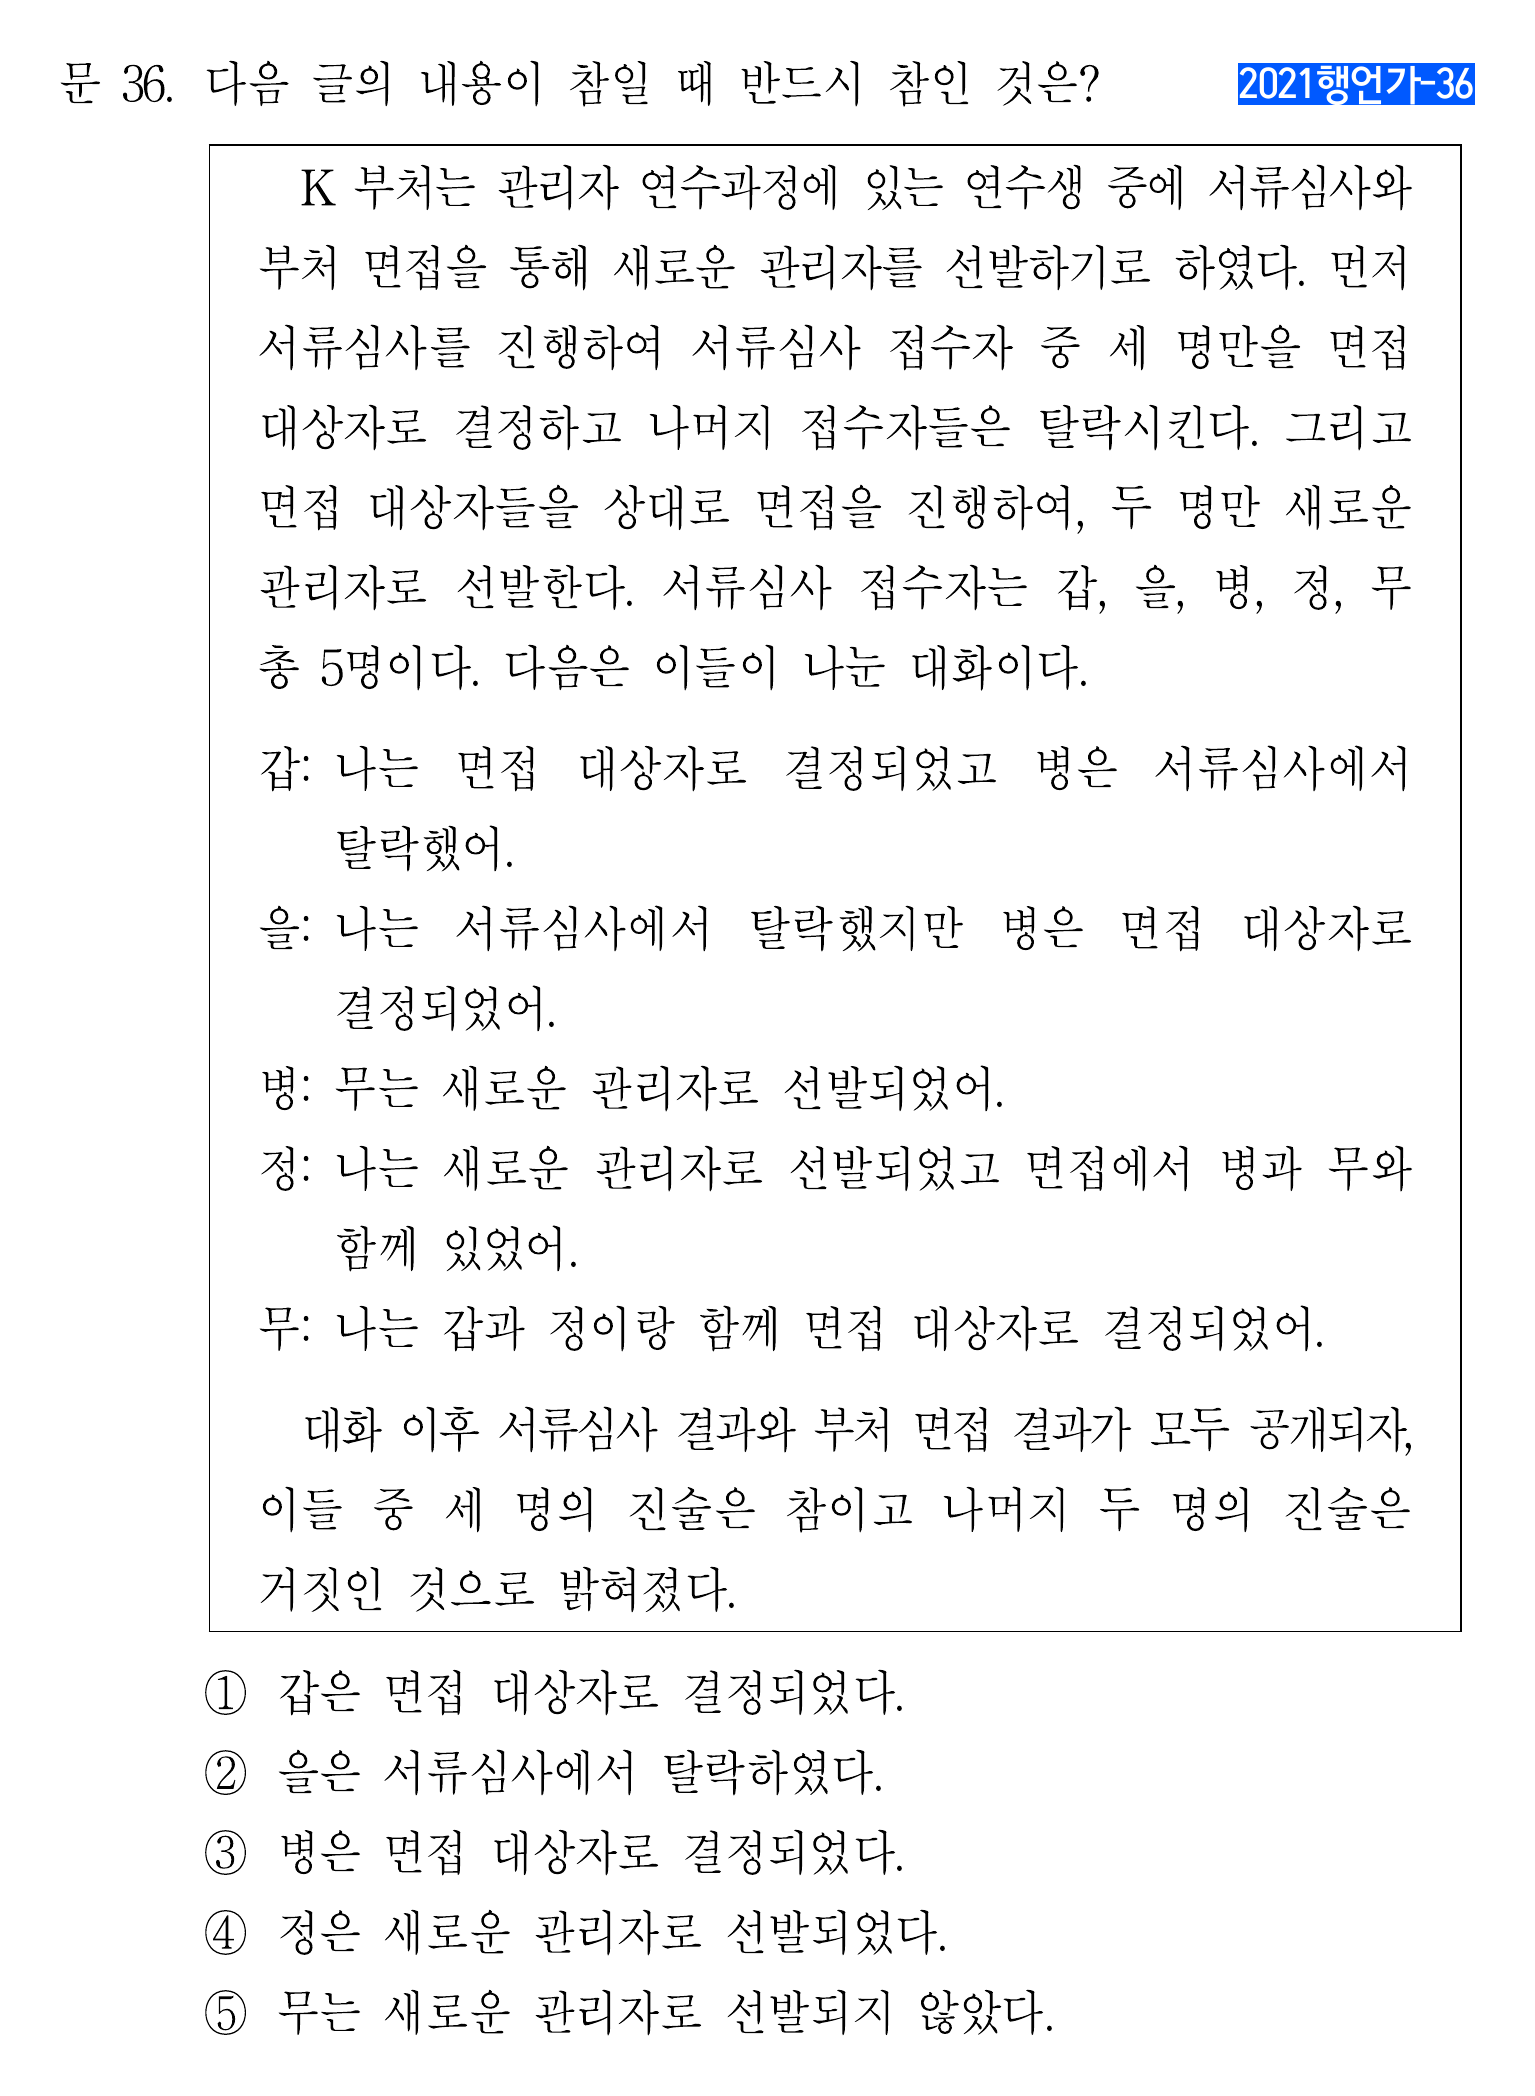 문 36. 다음 글의 내용이 참일 때 반드시 참인 것은?
2021행언가-36
K 부처는 관리자 연수과정에 있는 연수생 중에 서류심사와
부처 면접을 통해 새로운 관리자를 선발하기로 하였다. 먼저
서류심사를 진행하여 서류심사 접수자 중 세 명만을 면접
대상자로 결정하고 나머지 접수자들은 탈락시킨다. 그리고
면접 대상자들을 상대로 면접을 진행하여, 두 명만 새로운
관리자로 선발한다. 서류심사 접수자는 갑, 을, 병, 정, 무
총 5명이다. 다음은 이들이 나눈 대화이다.
갑: 나는 면접 대상자로 결정되었고 병은 서류심사에서
탈락했어.
을: 나는 서류심사에서 탈락했지만 병은 면접 대상자로
결정되었어.
병: 무는 새로운 관리자로 선발되었어.
정: 나는 새로운 관리자로 선발되었고 면접에서 병과 무와
함께 있었어.
무: 나는 갑과 정이랑 함께 면접 대상자로 결정되었어.
대화 이후 서류심사 결과와 부처 면접 결과가 모두 공개되자,
이들 중 세 명의 진술은 참이고 나머지 두 명의 진술은
거짓인 것으로 밝혀졌다.
① 갑은 면접 대상자로 결정되었다.
② 을은 서류심사에서 탈락하였다.
③ 병은 면접 대상자로 결정되었다.
④ 정은 새로운 관리자로 선발되었다.
⑤ 무는 새로운 관리자로 선발되지 않았다.